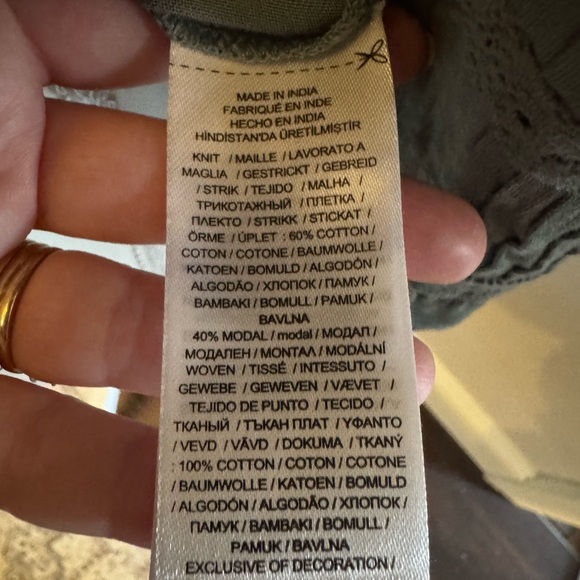 MADE IN INDIA
FABRIQUÉ EN INDE
HECHO EN INDIA
HİNDİSTAN'DA ÜRETİLMİŞTİR
KNIT / MAILLE / LAVORATO A
MAGLIA / GESTRICKT / GEBREID
/ STRIK / TEJIDO / MALHA /
ТРИКОТАЖНЫЙ / ПЛЕТКА /
ΠΛΕΚΤΟ / STRIKK / STICKAT /
ÖRME / ÚPLET : 60% COTTON /
COTON / COTONE / BAUMWOLLE /
KATOEN / BOMULD / ALGODÓN /
ALGODÃO / ХЛОПОК / ПАМУК /
BAMBAKI / BOMULL / PAMUK /
BAVLNA
40% MODAL / modal / МОДАЛ /
МОДАЛЕН / ΜΟΝΤΑΛ / MODÁLNÍ
WOVEN / TISSÉ / INTESSUTO /
GEWEBE / GEWEVEN / VÆVET /
TEJIDO DE PUNTO / TECIDO /
ТКАНЫЙ / ТЪКАН ПЛАТ / ΥΦΑΝΤΟ
/ VEVD / VÄVD / DOKUMA / TKANÝ
: 100% COTTON / COTON / COTONE
/ BAUMWOLLE / KATOEN / BOMULD
/ ALGODÓN / ALGODÃO / ХЛОПОК /
ПАМУК / BAMBAKI / BOMULL /
PAMUK / BAVLNA
EXCLUSIVE OF DECORATION /